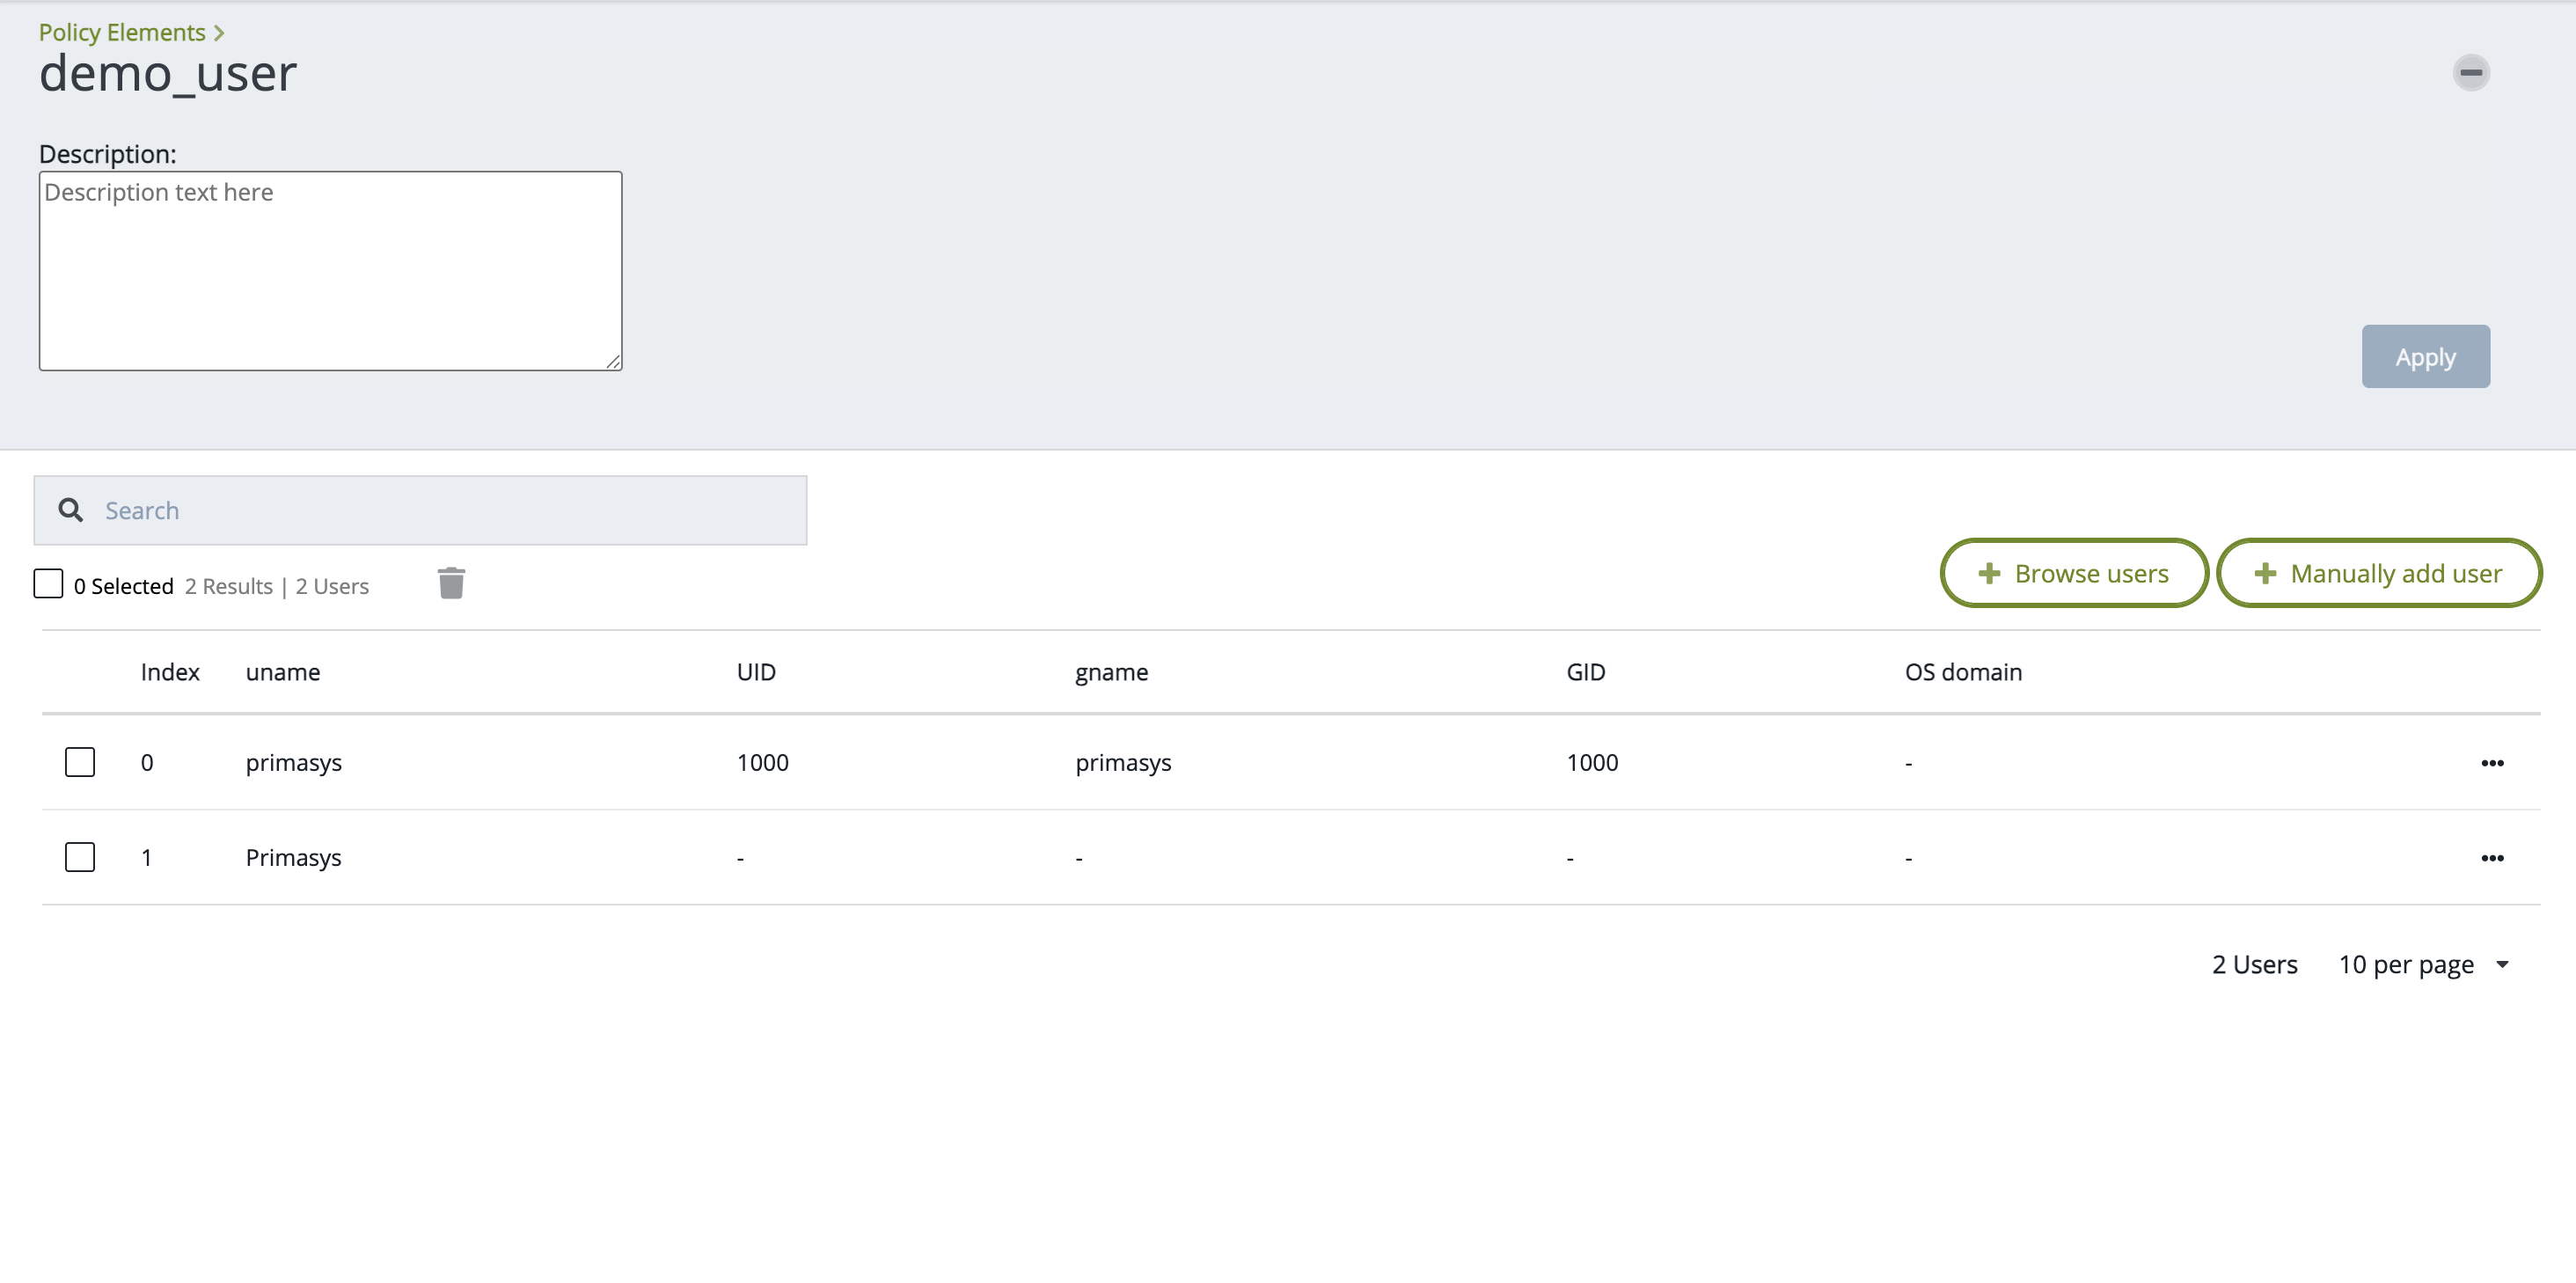 Policy Elements
demo_user
Description:
Description text here
Apply
Search
0 Selected 2 Results | 2 Users
Browse users
Manually add user
Index uname UID gname GID OS domain
0 primasys 1000 primasys 1000 -
1 Primasys - - - -
2 Users 10 per page